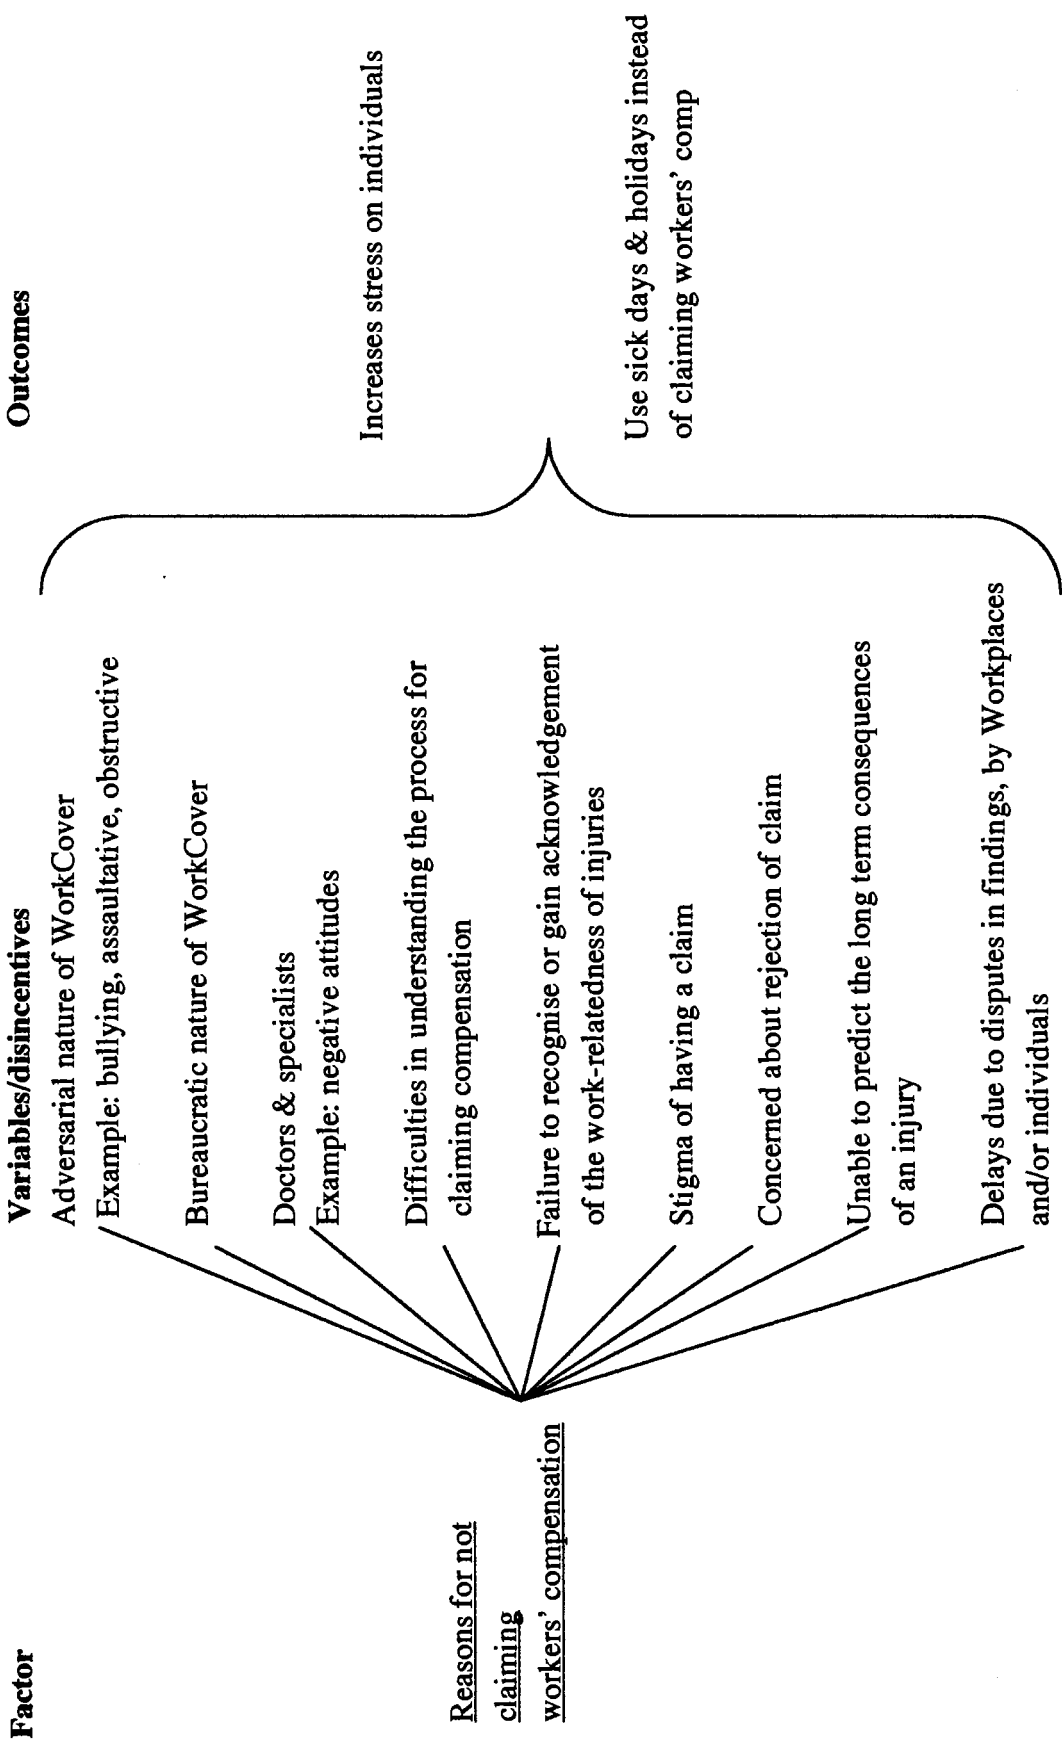 Factor
Variables/disincentives
Outcomes
Reasons for not
claiming
workers' compensation
Adversarial nature of WorkCover
Example: bullying, assaultative, obstructive
Bureaucratic nature of WorkCover
Doctors & specialists
Example: negative attitudes
Difficulties in understanding the process for
claiming compensation
Failure to recognise or gain acknowledgement
of the work-relatedness of injuries
Stigma of having a claim
Concerned about rejection of claim
Unable to predict the long term consequences
of an injury
Delays due to disputes in findings, by Workplaces
and/or individuals
Increases stress on individuals
Use sick days & holidays instead
of claiming workers' comp